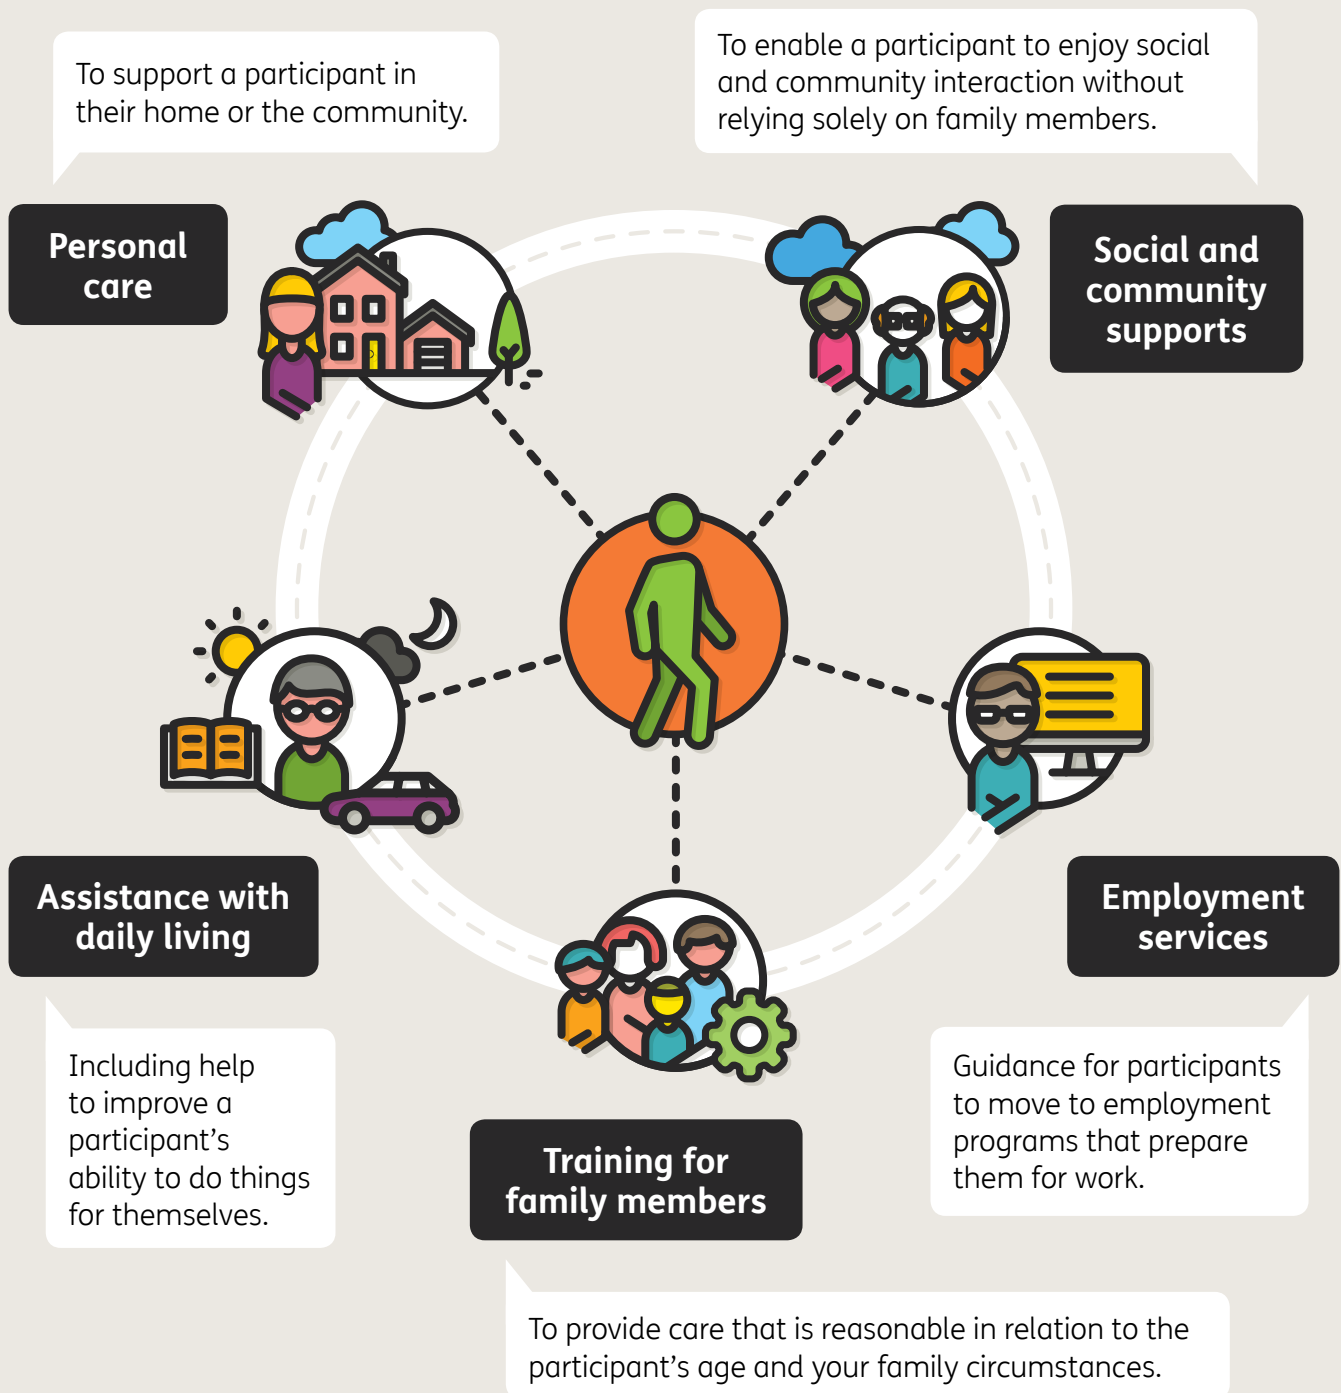 To support a participant in
their home or the community.
Personal
care
To enable a participant to enjoy social
and community interaction without
relying solely on family members.
Social and
community
supports
Assistance with
daily living
Including help
to improve a
participant’s
ability to do things
for themselves.
Employment
services
Guidance for participants
to move to employment
programs that prepare
them for work.
Training for
family members
To provide care that is reasonable in relation to the
participant’s age and your family circumstances.